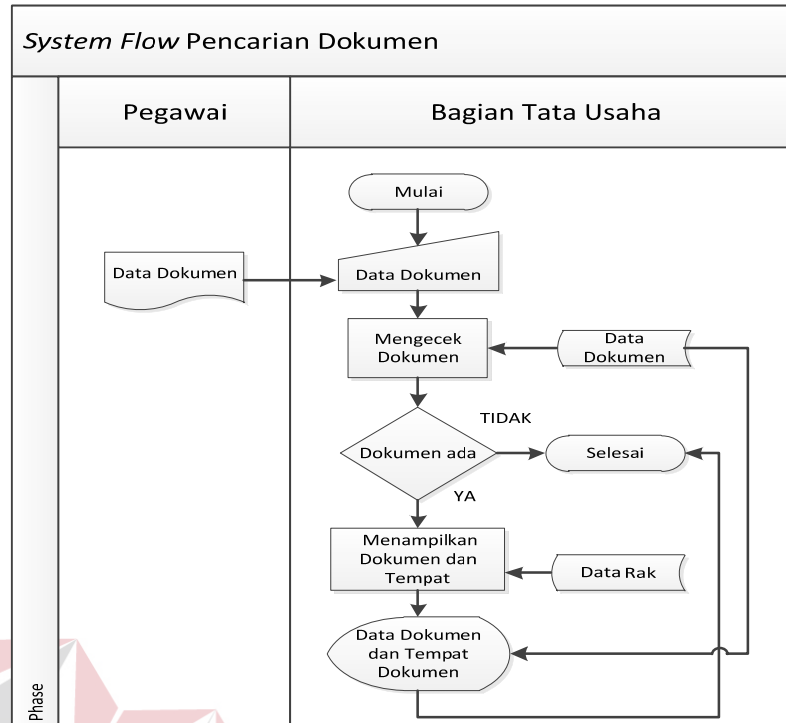 System Flow Pencarian Dokumen
Pegawai
Bagian Tata Usaha
Mulai
Data Dokumen
Data Dokumen
Mengecek
Dokumen
Data
Dokumen
TIDAK
Dokumen ada
Selesai
YA
Menampilkan
Dokumen dan
Tempat
Data Rak
Data Dokumen
dan Tempat
Dokumen
Phase